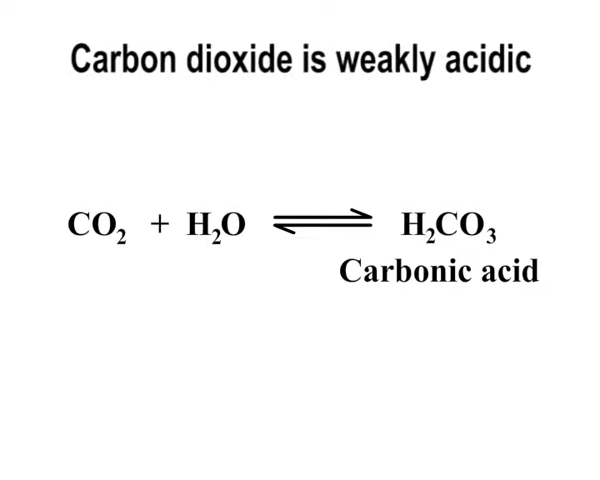 Carbon dioxide is weakly acidic
CO₂ + H₂O ⇌ H₂CO₃
Carbonic acid